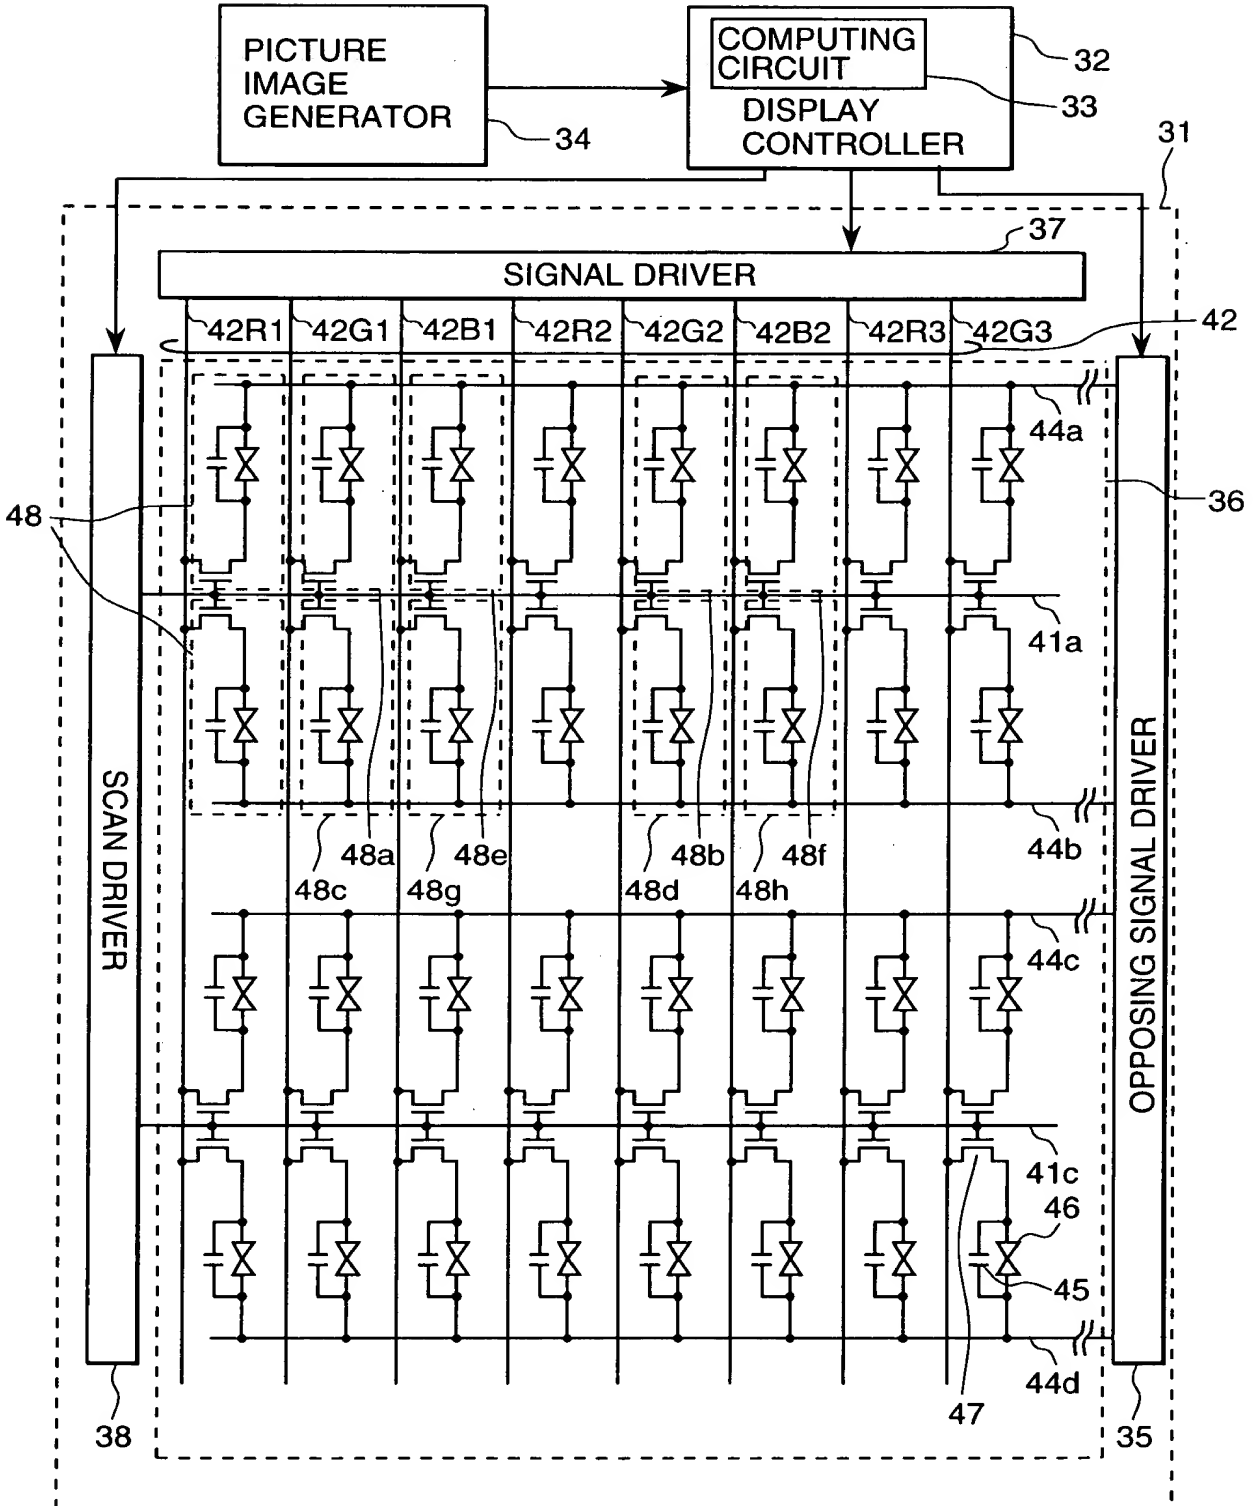 PICTURE
IMAGE
GENERATOR
34
COMPUTING
CIRCUIT
DISPLAY
CONTROLLER
32
33
31
37
SIGNAL DRIVER
42R1
42G1
42B1
42R2
42G2
42B2
42R3
42G3
42
44a
36
48
41a
SCAN DRIVER
OPPOSING SIGNAL DRIVER
48a
48e
48b
48f
44b
48c
48g
48d
48h
44c
41c
46
45
44d
47
38
35